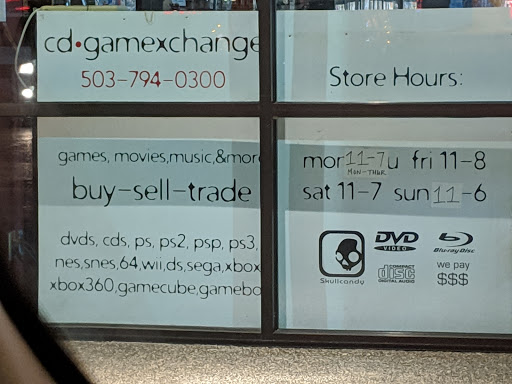 cd•gamexchange
503-794-0300
Store Hours:
games, movies,music,&mor
buy-sell-trade
dvds, cds, ps, ps2, psp, ps3,
nes,snes,64,wii,ds,sega,xbox
xbox360,gamecube,gamebo
mon 11-7 u fri 11-8
MON-THUR
sat 11-7 sun 11-6
Skullcandy
DVD
VIDEO
COMPACT
disc
DIGITAL AUDIO
Blu-ray Disc
we pay
$$$